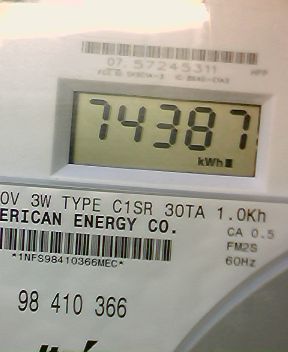 07. 57245311
HPP
74387
kWh
0V 3W TYPE C1SR 30TA 1.0Kh
ERICAN ENERGY CO.
CA 0.5
FM2S
60Hz
*1NFS98410366MEC*
98 410 366